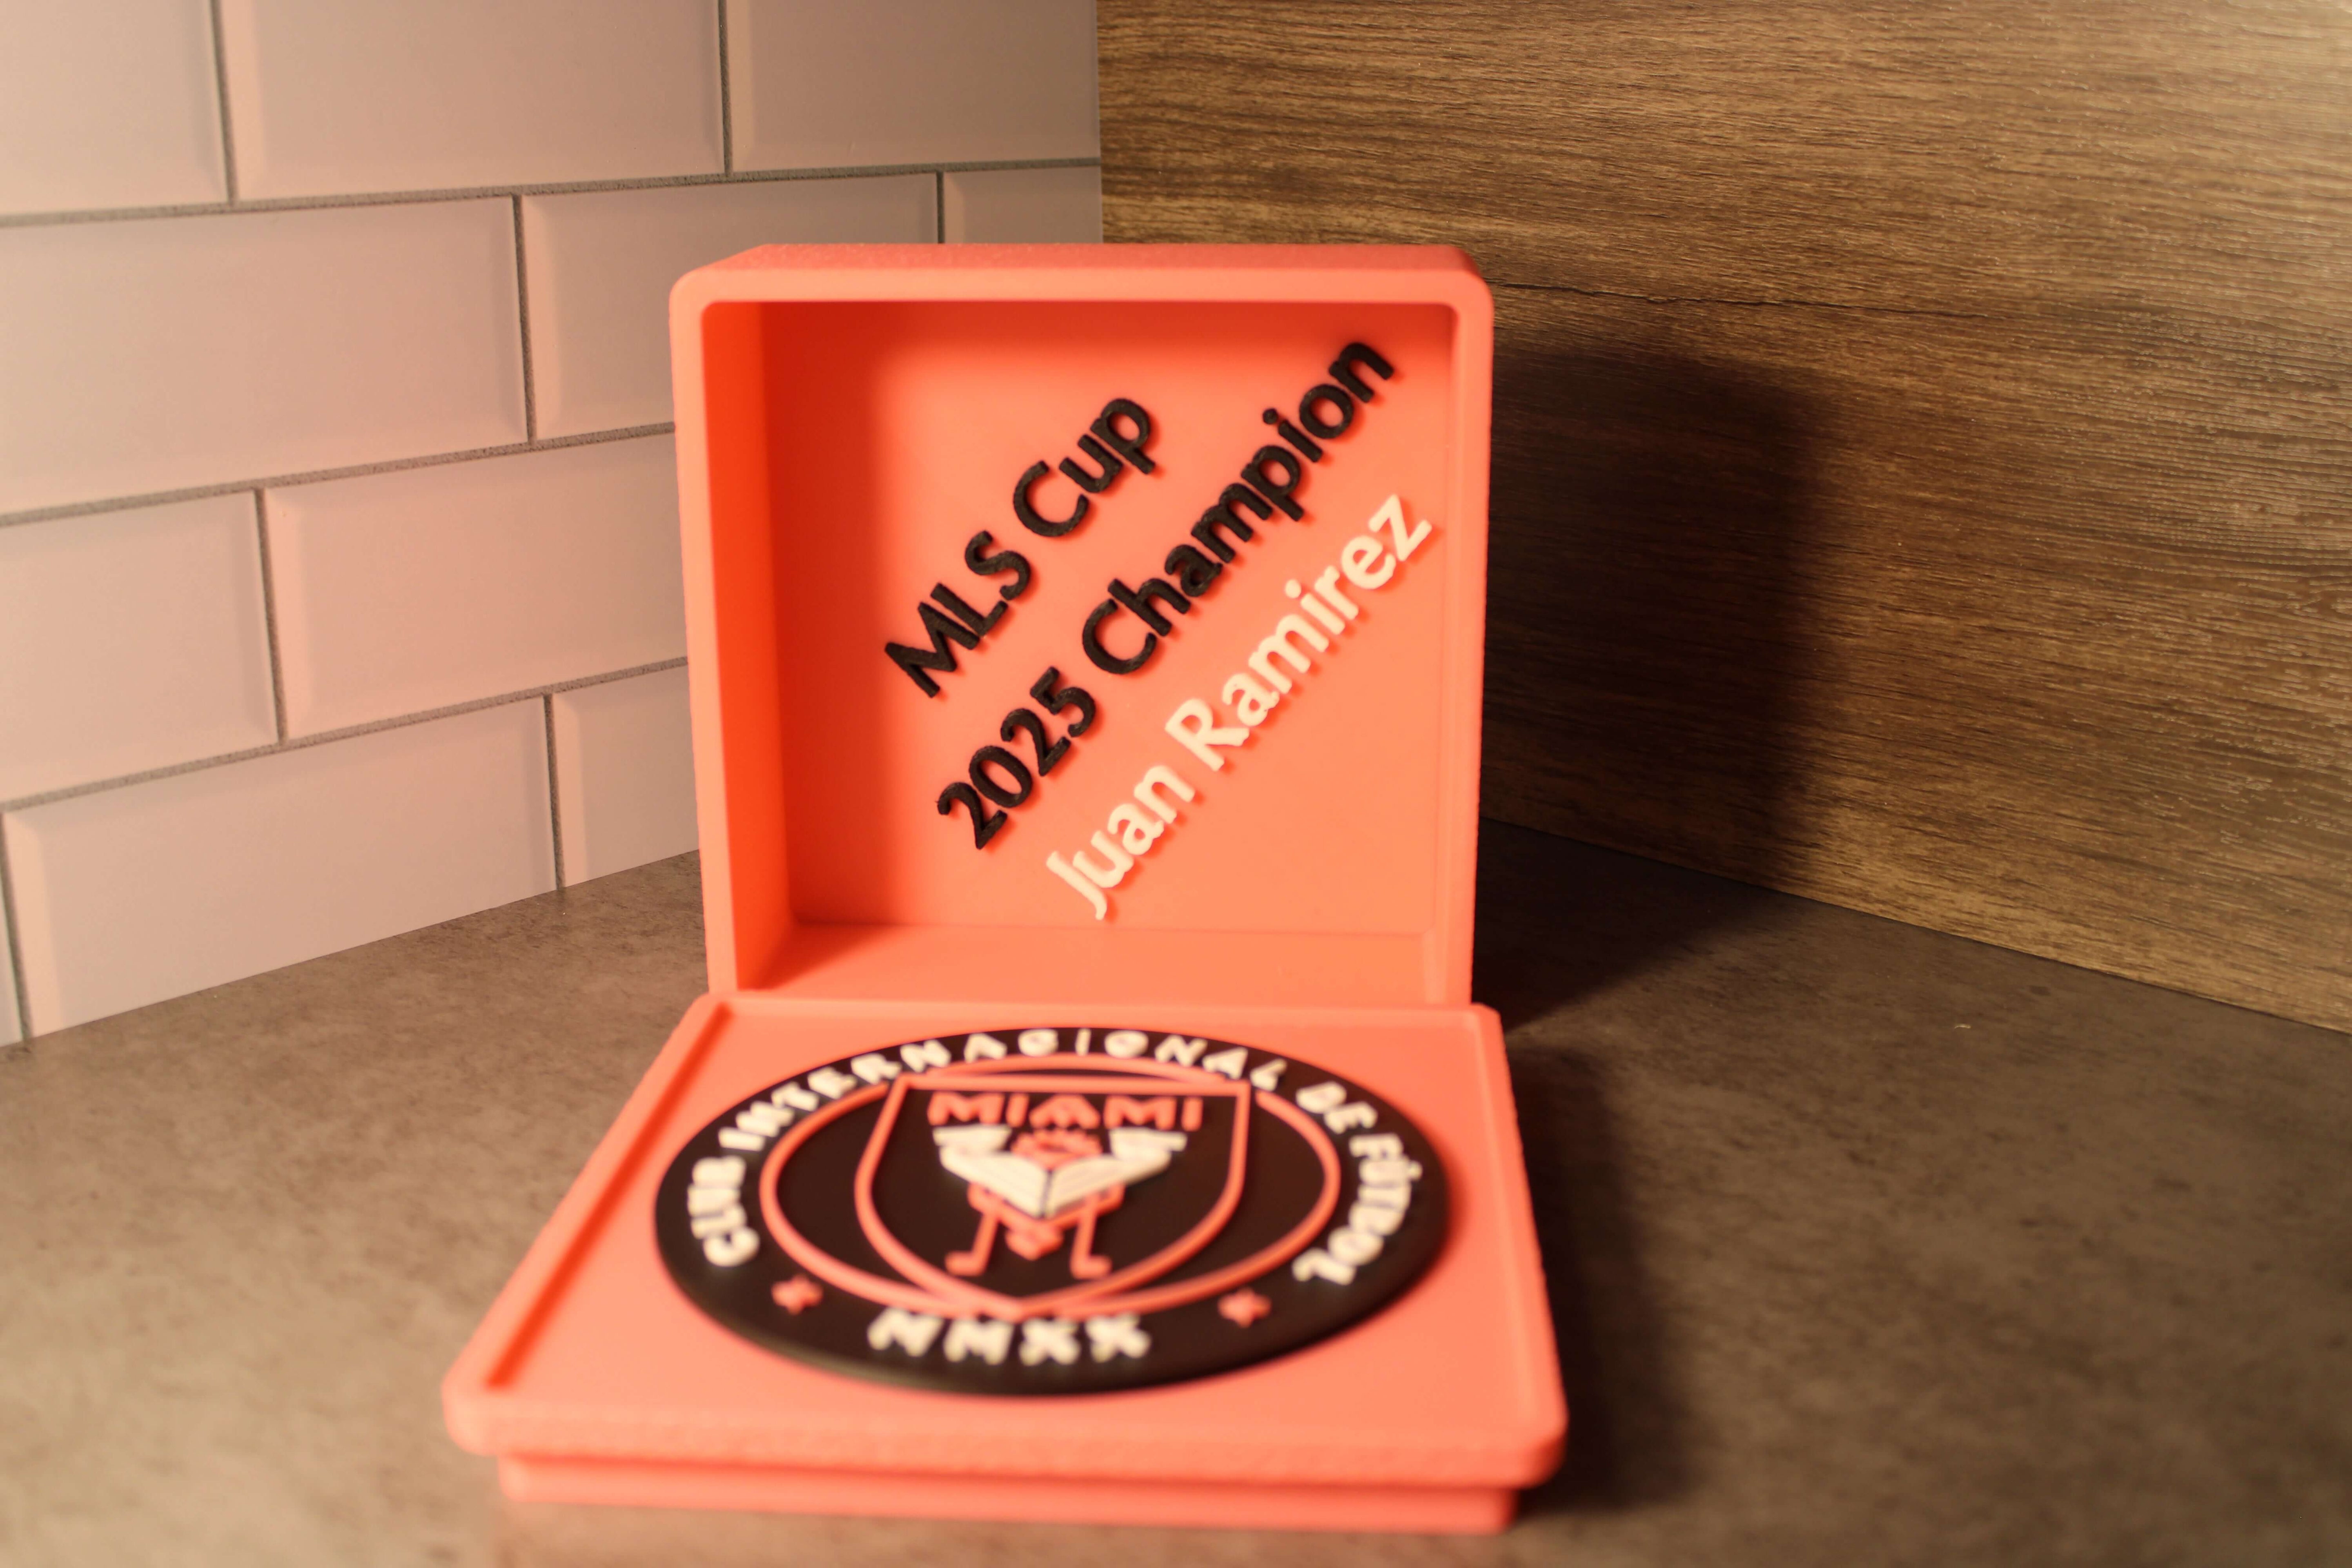 MLS Cup
2025 Champion
Juan Ramirez
CLUB INTERNACIONAL DE FÚTBOL
MIAMI
MMXX